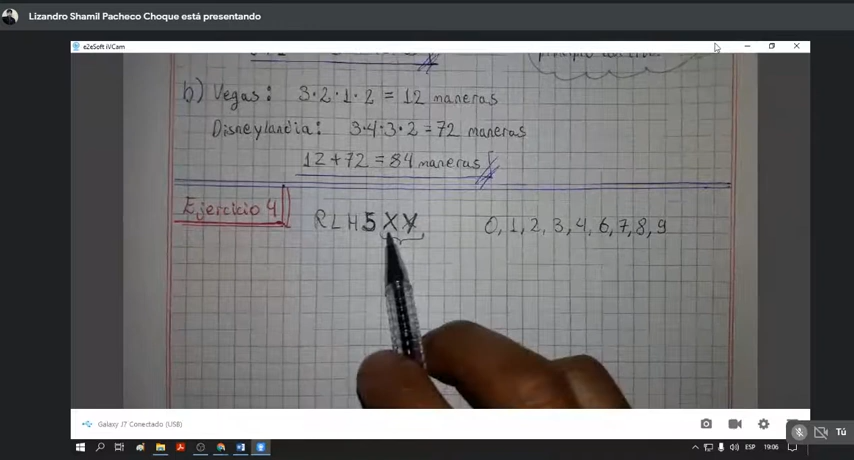 Lizandro Shamil Pacheco Choque está presentando
e2eSoft iVCam
b) Vegas: 3·2·1·2 = 12 maneras
Disneylandia: 3·4·3·2 = 72 maneras
12 + 72 = 84 maneras
Ejercicio 4
RLH5XY 0, 1, 2, 3, 4, 6, 7, 8, 9
Galaxy J7 Conectado (USB)
Tú
ESP 19:06